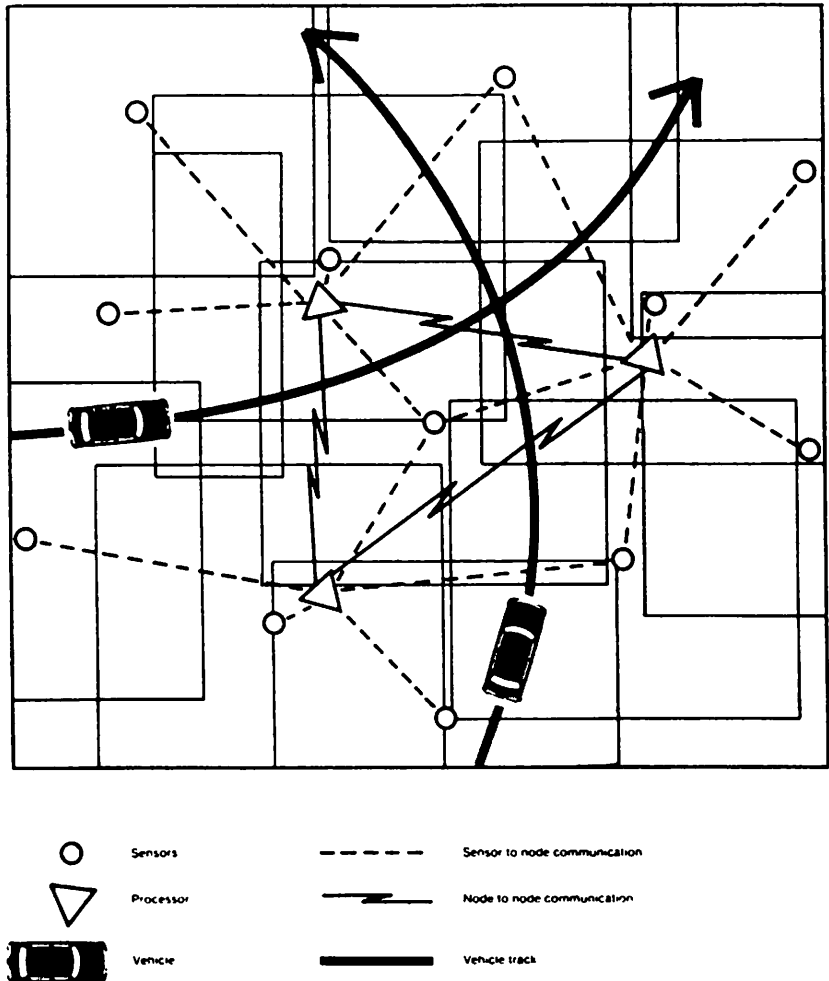 Sensors
Sensor to node communication
Processor
Node to node communication
Vehicle
Vehicle track